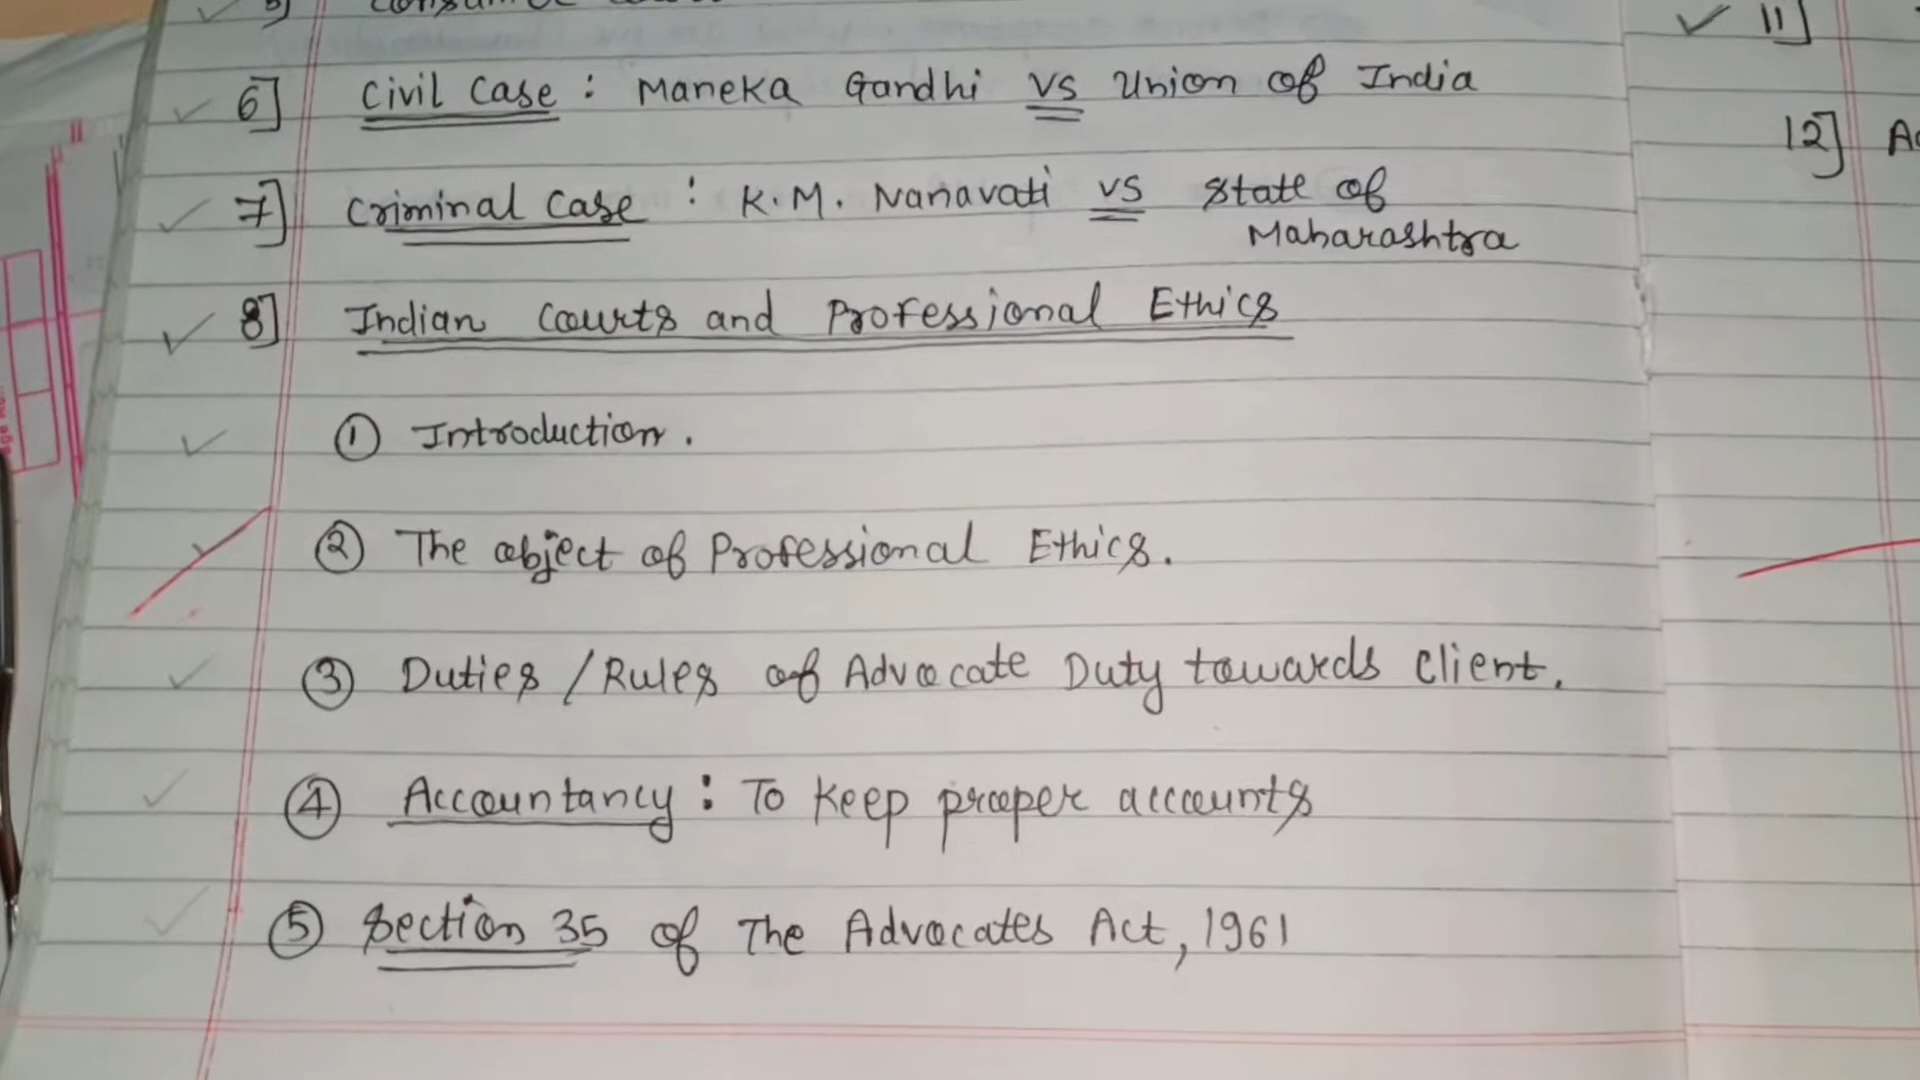 6] Civil Case : Maneka Gandhi vs Union of India
7] Criminal Case : K.M. Nanavati vs State of
Maharashtra
8] Indian Courts and Professional Ethics
① Introduction.
② The object of Professional Ethics.
③ Duties / Rules of Advocate Duty towards Client.
④ Accountancy : To keep proper accounts
⑤ Section 35 of The Advocates Act, 1961
11]
12]